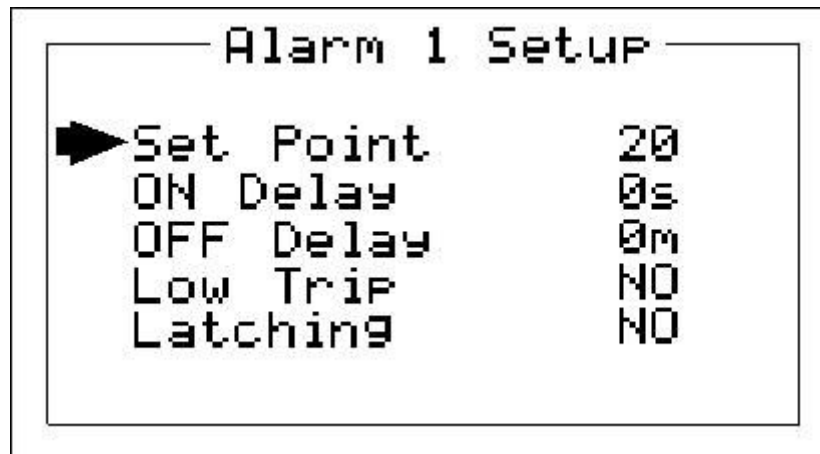 Alarm 1 Setup
Set Point 20
ON Delay 0s
OFF Delay 0m
Low Trip NO
Latching NO